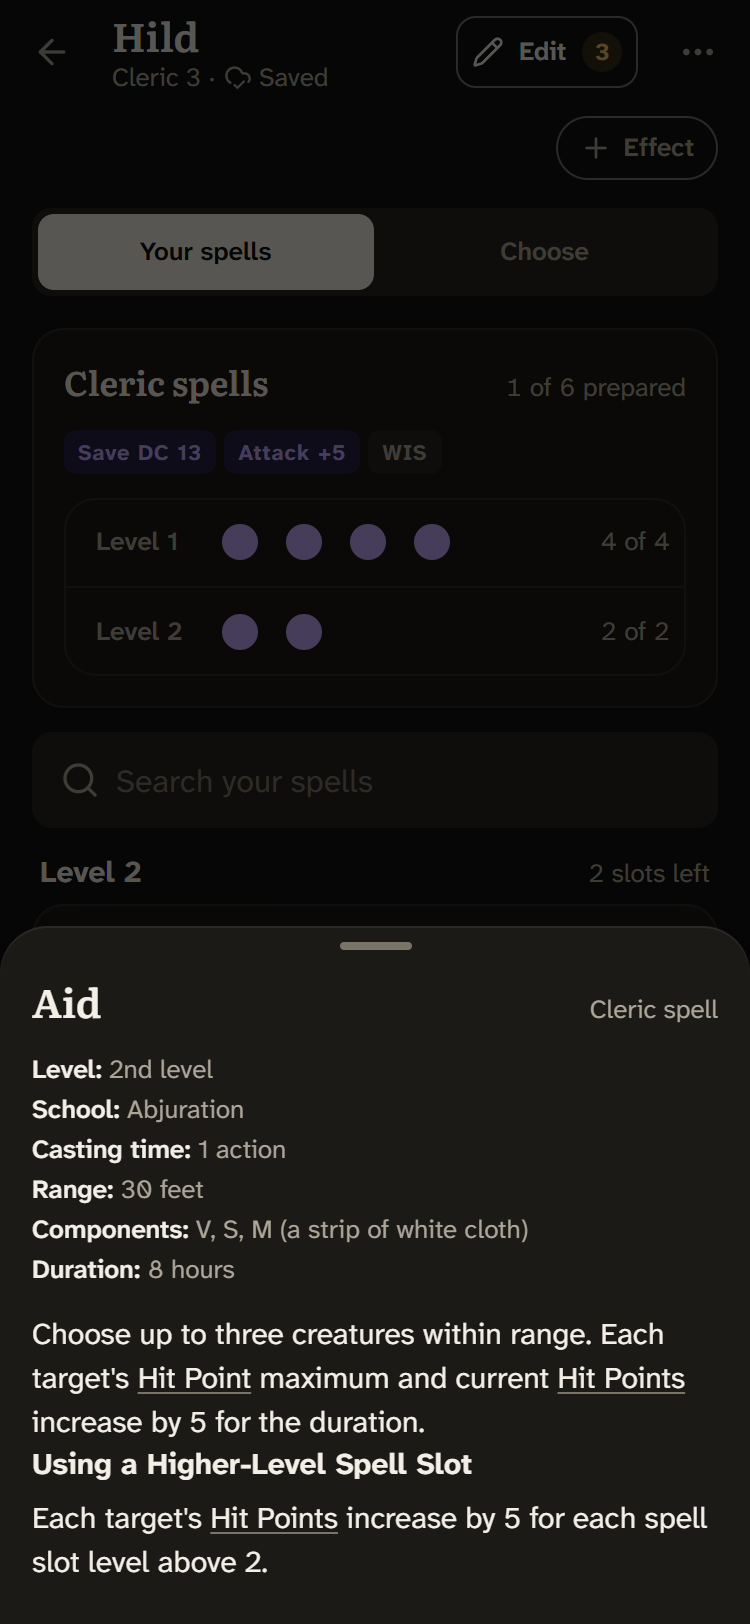 Hild
Cleric 3 · Saved
Edit 3
Effect
Your spells
Choose
Cleric spells
1 of 6 prepared
Save DC 13
Attack +5
WIS
Level 1
4 of 4
Level 2
2 of 2
Search your spells
Level 2
2 slots left
Aid
Cleric spell
Level: 2nd level
School: Abjuration
Casting time: 1 action
Range: 30 feet
Components: V, S, M (a strip of white cloth)
Duration: 8 hours
Choose up to three creatures within range. Each
target's Hit Point maximum and current Hit Points
increase by 5 for the duration.
Using a Higher-Level Spell Slot
Each target's Hit Points increase by 5 for each spell
slot level above 2.